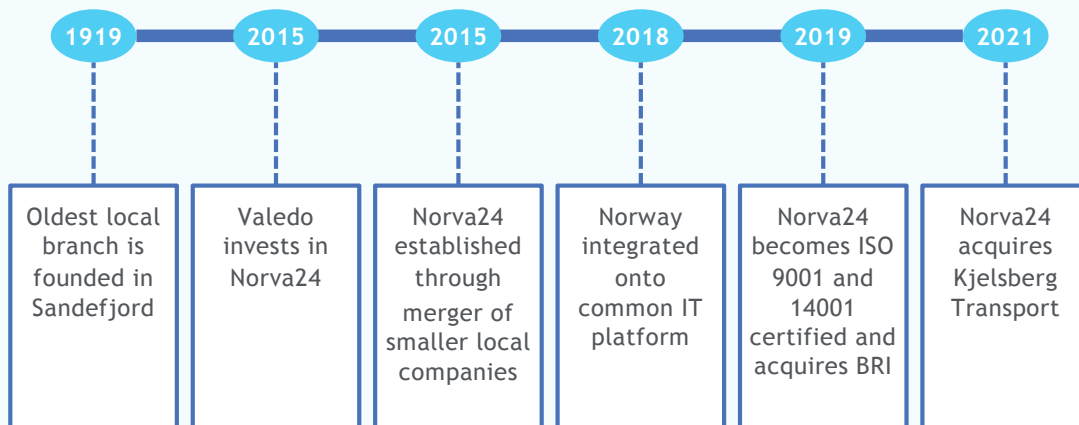 1919
2015
2015
2018
2019
2021
Oldest local
branch is
founded in
Sandefjord
Valedo
invests in
Norva24
Norva24
established
through
merger of
smaller local
companies
Norway
integrated
onto
common IT
platform
Norva24
becomes ISO
9001 and
14001
certified and
acquires BRI
Norva24
acquires
Kjelsberg
Transport